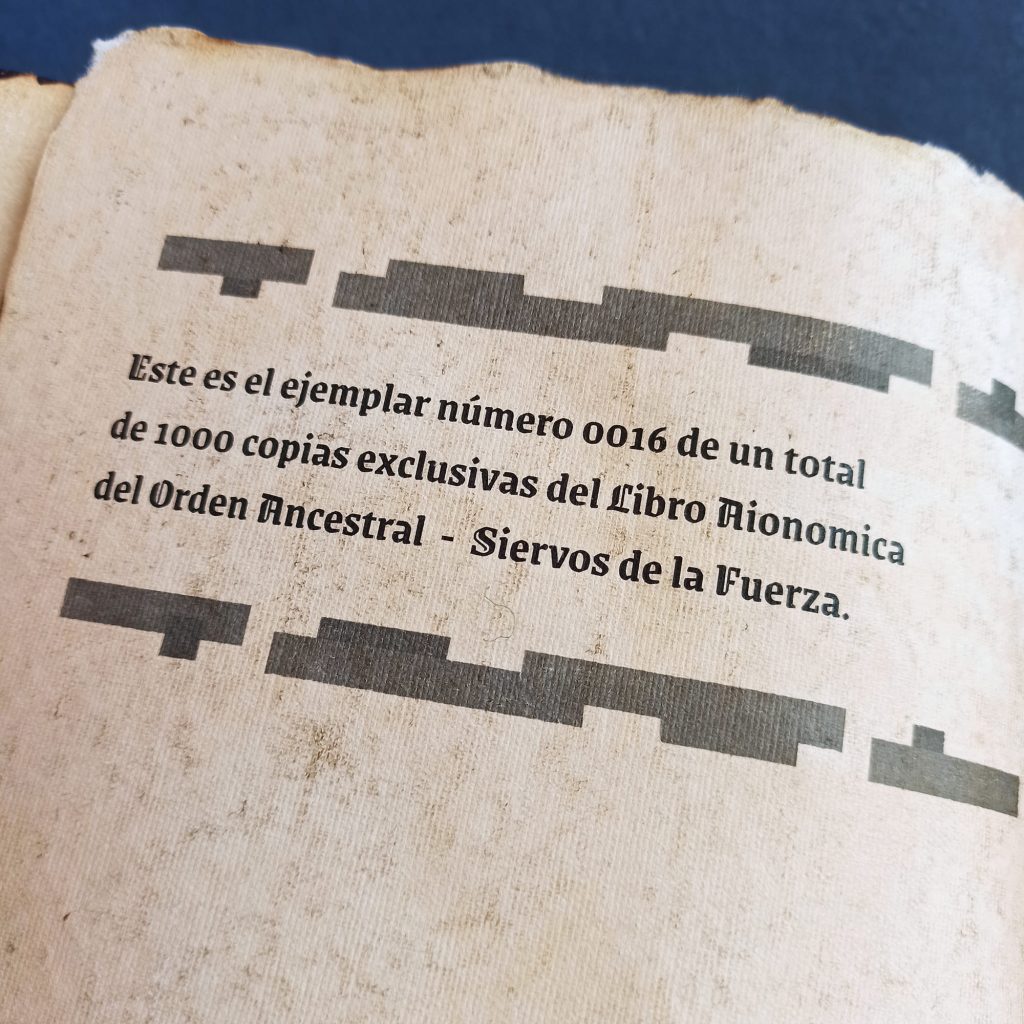 Este es el ejemplar número 0016 de un total
de 1000 copias exclusivas del Libro Aionomica
del Orden Ancestral - Siervos de la Fuerza.